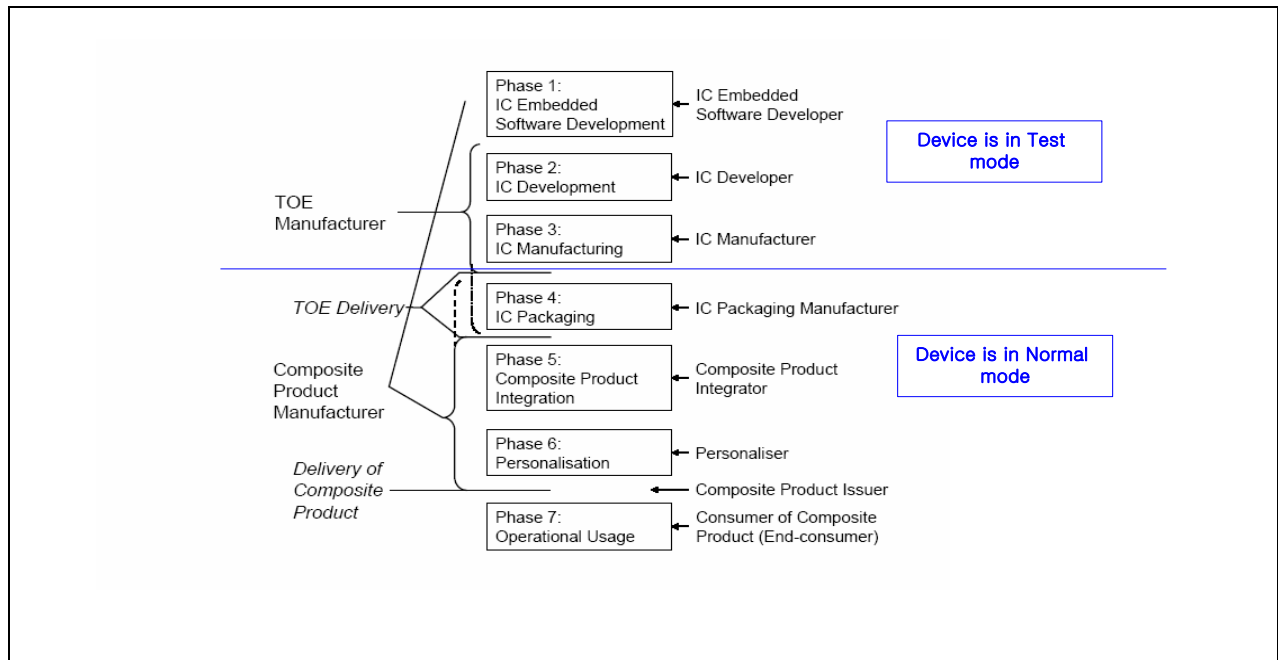 Phase 1:
IC Embedded
Software Development
IC Embedded
Software Developer
Device is in Test
mode
Phase 2:
IC Development
IC Developer
TOE
Manufacturer
Phase 3:
IC Manufacturing
IC Manufacturer
TOE Delivery
Phase 4:
IC Packaging
IC Packaging Manufacturer
Device is in Normal
mode
Composite
Product
Manufacturer
Phase 5:
Composite Product
Integration
Composite Product
Integrator
Phase 6:
Personalisation
Personaliser
Delivery of
Composite
Product
Composite Product Issuer
Phase 7:
Operational Usage
Consumer of Composite
Product (End-consumer)